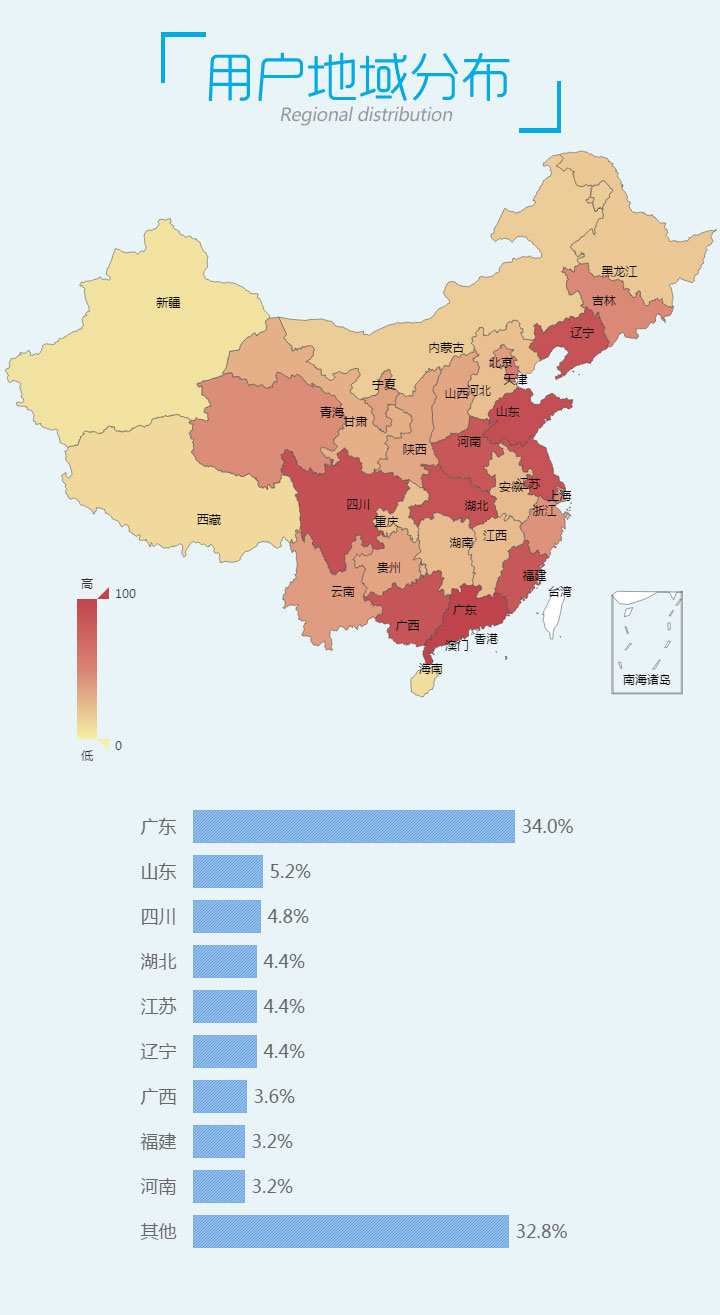 用户地域分布
Regional distribution
黑龙江
吉林
新疆
辽宁
内蒙古
北京
天津
宁夏
山西
河北
青海
甘肃
山东
河南
陕西
安徽
江苏
上海
四川
湖北
浙江
西藏
重庆
湖南
江西
贵州
福建
高
100
云南
台湾
广东
广西
香港
澳门
海南
南海诸岛
0
低
广东 34.0%
山东 5.2%
四川 4.8%
湖北 4.4%
江苏 4.4%
辽宁 4.4%
广西 3.6%
福建 3.2%
河南 3.2%
其他 32.8%